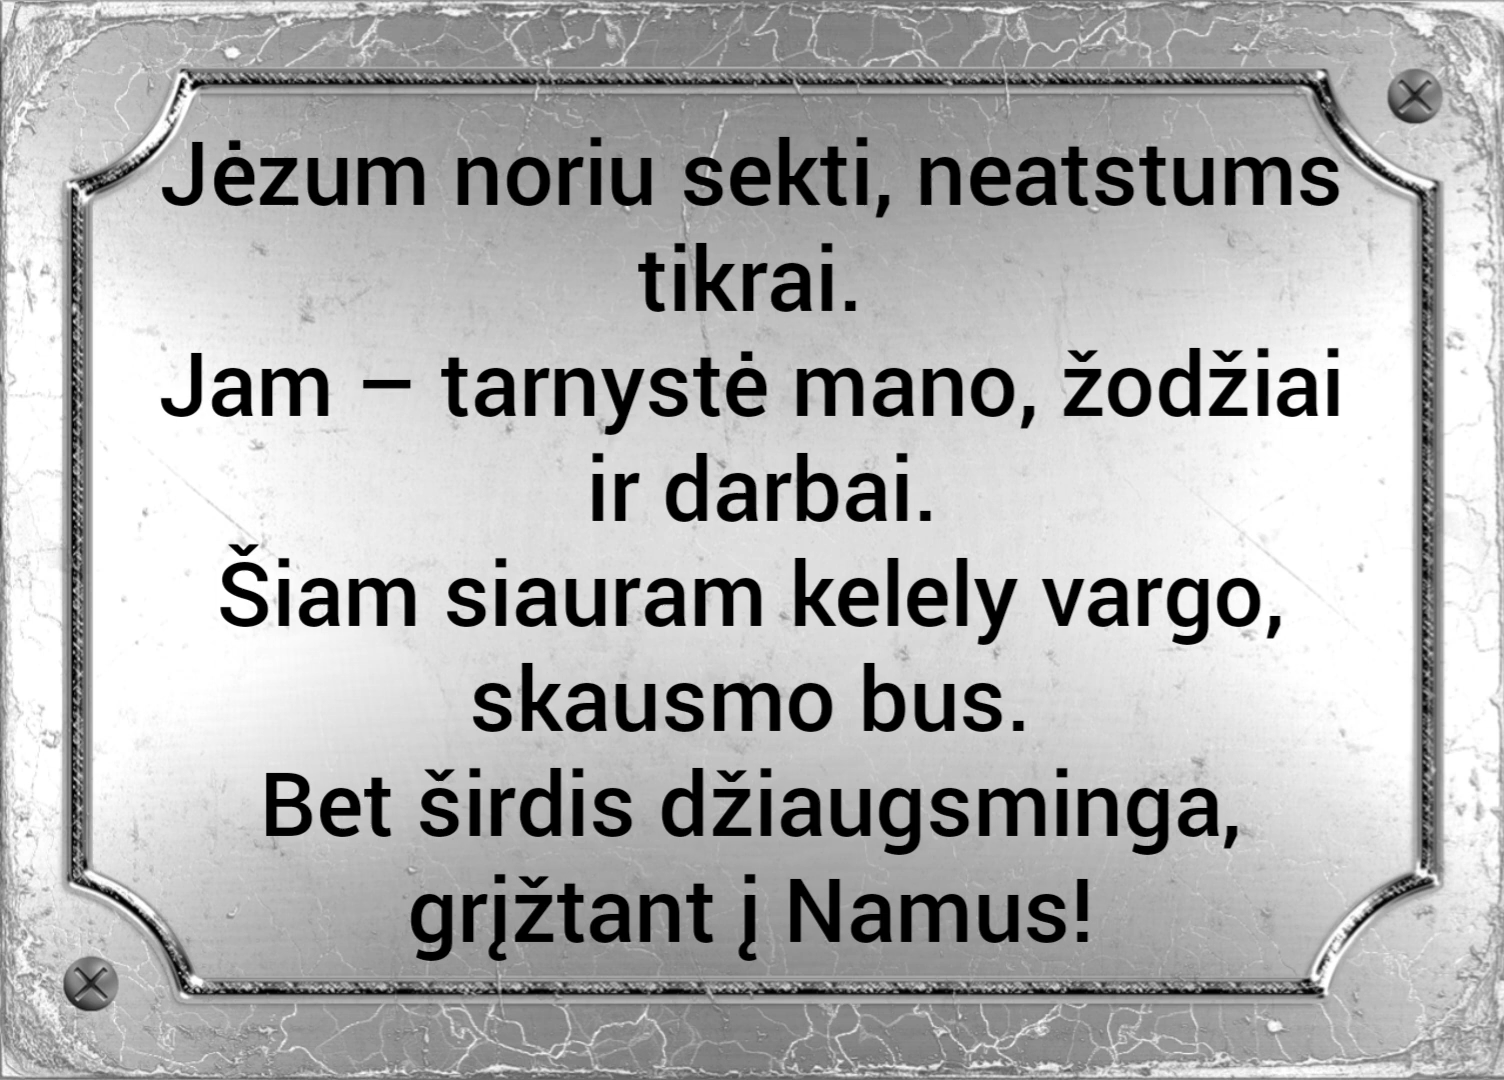 Jėzum noriu sekti, neatstums
tikrai.
Jam – tarnystė mano, žodžiai
ir darbai.
Šiam siauram kelely vargo,
skausmo bus.
Bet širdis džiaugsminga,
grįžtant į Namus!